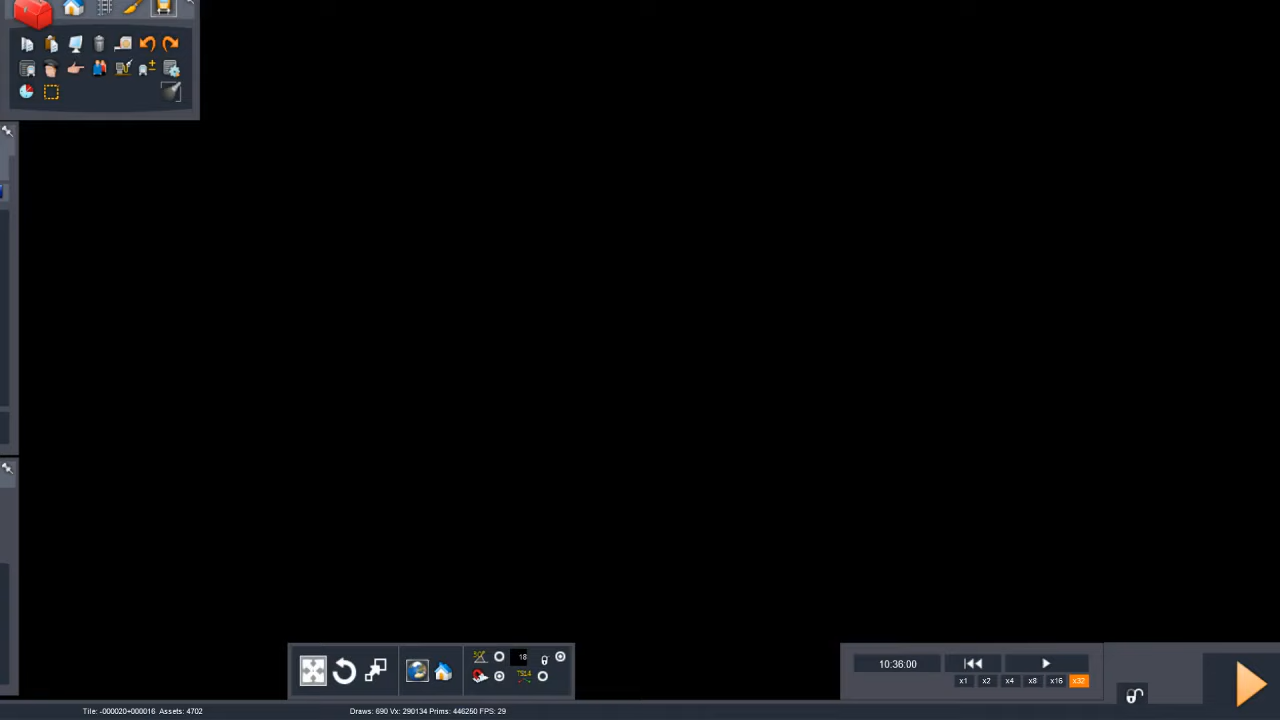 18
10:36:00
x1 x2 x4 x8 x16 x32
Tile: -000020+000016 Assets: 4702
Draws: 690 Vx: 290134 Prims: 446250 FPS: 29